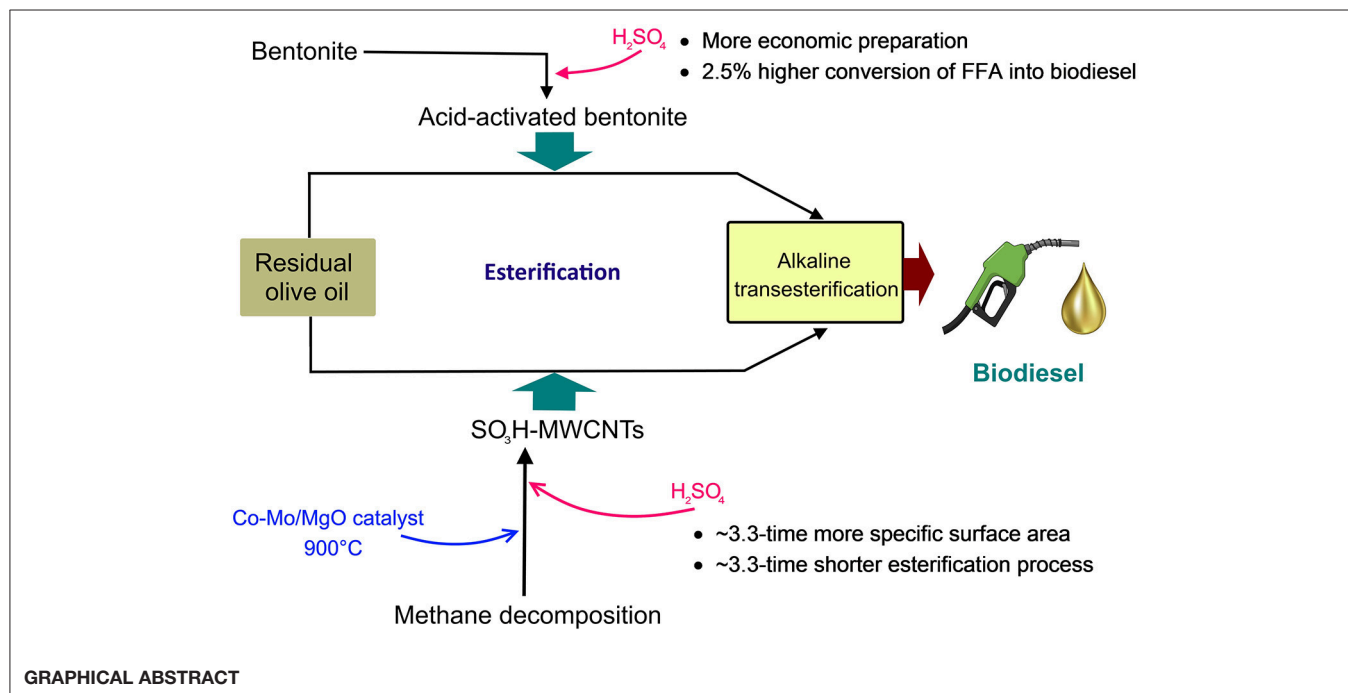 Bentonite
H₂SO₄
• More economic preparation
• 2.5% higher conversion of FFA into biodiesel
Acid-activated bentonite
Residual
olive oil
Esterification
Alkaline
transesterification
Biodiesel
SO₃H-MWCNTs
Co-Mo/MgO catalyst
900°C
H₂SO₄
• ~3.3-time more specific surface area
• ~3.3-time shorter esterification process
Methane decomposition
GRAPHICAL ABSTRACT